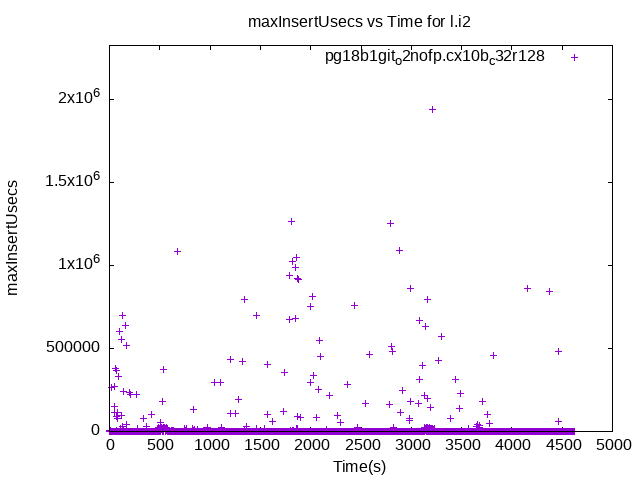 maxInsertUsecs vs Time for l.i2
pg18b1git_o2nofp.cx10b_c32r128
2x10^6
1.5x10^6
1x10^6
500000
0
maxInsertUsecs
0 500 1000 1500 2000 2500 3000 3500 4000 4500 5000
Time(s)